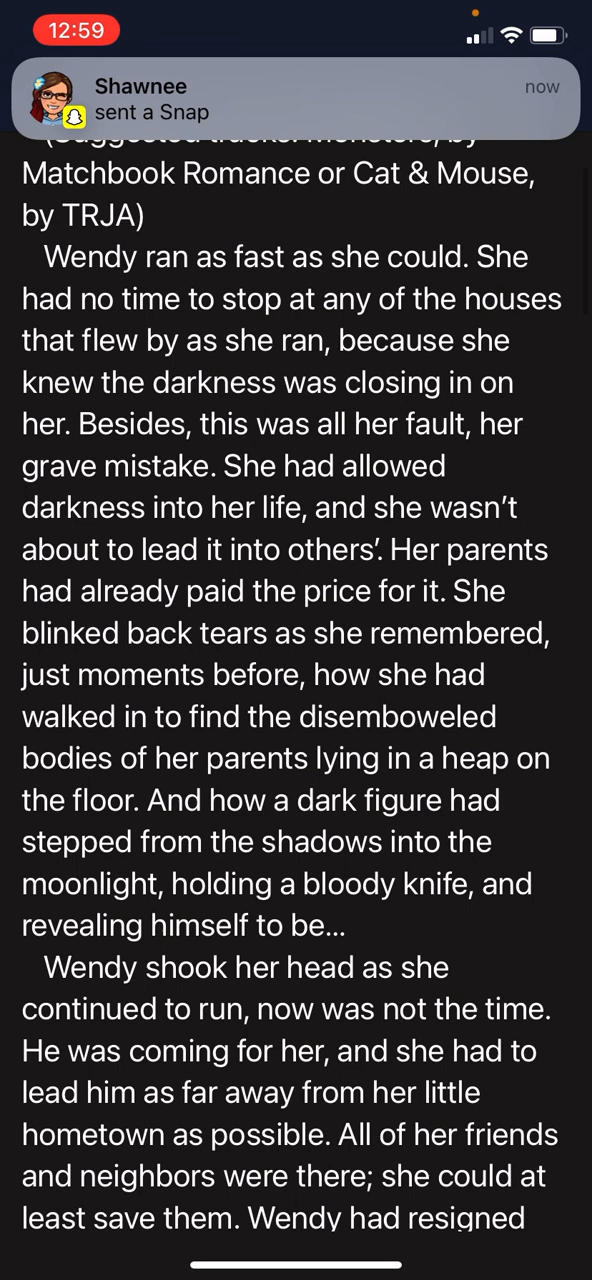 12:59
Shawnee
now
sent a Snap
(Suggested tracks: Monsters, by
Matchbook Romance or Cat & Mouse,
by TRJA)
Wendy ran as fast as she could. She
had no time to stop at any of the houses
that flew by as she ran, because she
knew the darkness was closing in on
her. Besides, this was all her fault, her
grave mistake. She had allowed
darkness into her life, and she wasn’t
about to lead it into others’. Her parents
had already paid the price for it. She
blinked back tears as she remembered,
just moments before, how she had
walked in to find the disemboweled
bodies of her parents lying in a heap on
the floor. And how a dark figure had
stepped from the shadows into the
moonlight, holding a bloody knife, and
revealing himself to be...
Wendy shook her head as she
continued to run, now was not the time.
He was coming for her, and she had to
lead him as far away from her little
hometown as possible. All of her friends
and neighbors were there; she could at
least save them. Wendy had resigned